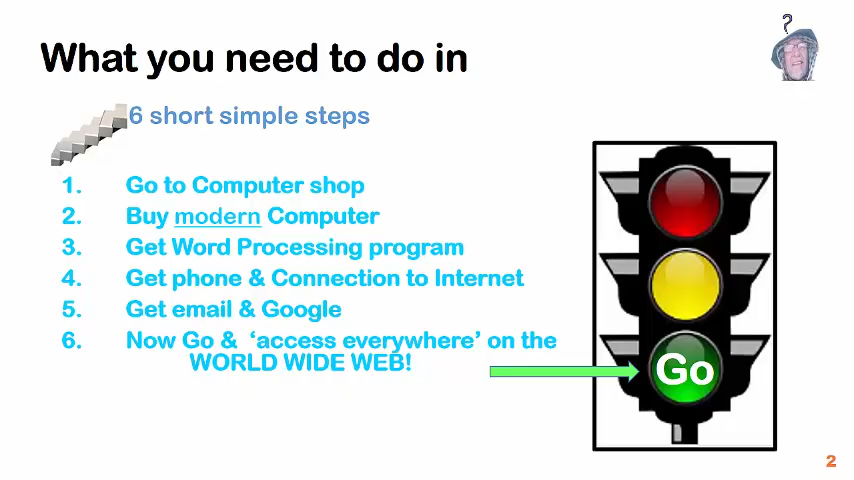 What you need to do in
?
6 short simple steps
1. Go to Computer shop
2. Buy modern Computer
3. Get Word Processing program
4. Get phone & Connection to Internet
5. Get email & Google
6. Now Go & ‘access everywhere’ on the
WORLD WIDE WEB!
Go
2